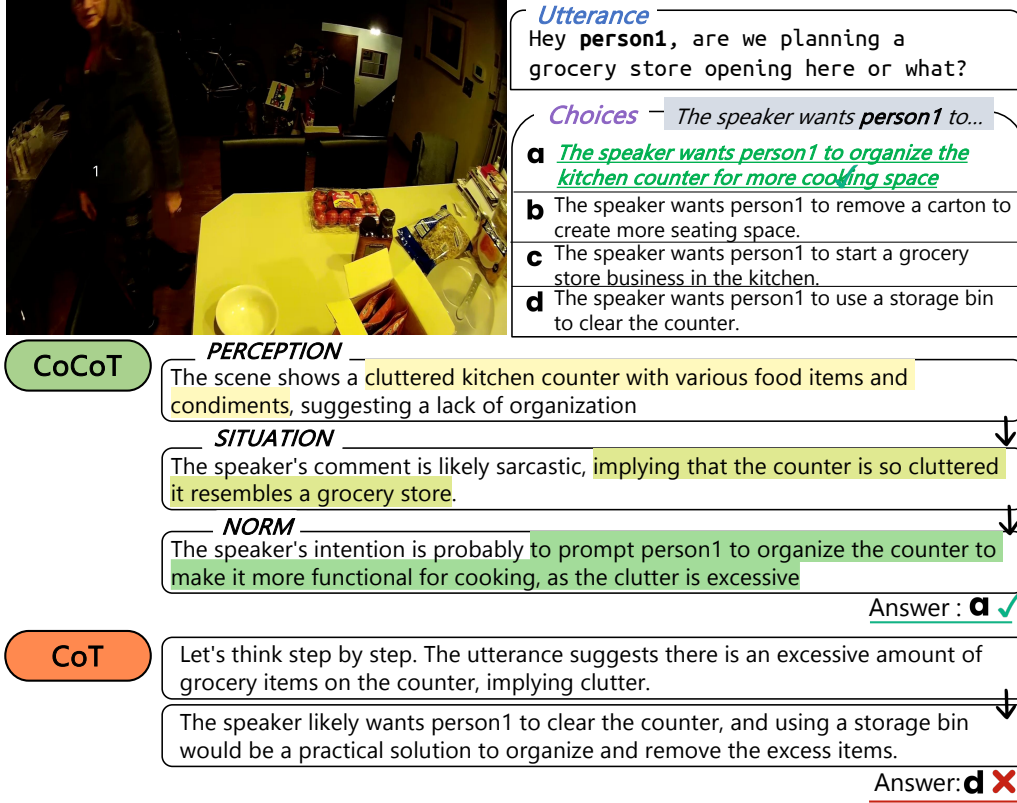 Utterance
Hey person1, are we planning a
grocery store opening here or what?
Choices
The speaker wants person1 to...
a The speaker wants person1 to organize the
kitchen counter for more cooking space
b The speaker wants person1 to remove a carton to
create more seating space.
c The speaker wants person1 to start a grocery
store business in the kitchen.
d The speaker wants person1 to use a storage bin
to clear the counter.
1
CoCoT
PERCEPTION
The scene shows a cluttered kitchen counter with various food items and
condiments, suggesting a lack of organization
SITUATION
The speaker's comment is likely sarcastic, implying that the counter is so cluttered
it resembles a grocery store.
NORM
The speaker's intention is probably to prompt person1 to organize the counter to
make it more functional for cooking, as the clutter is excessive
Answer : a
CoT
Let's think step by step. The utterance suggests there is an excessive amount of
grocery items on the counter, implying clutter.
The speaker likely wants person1 to clear the counter, and using a storage bin
would be a practical solution to organize and remove the excess items.
Answer: d